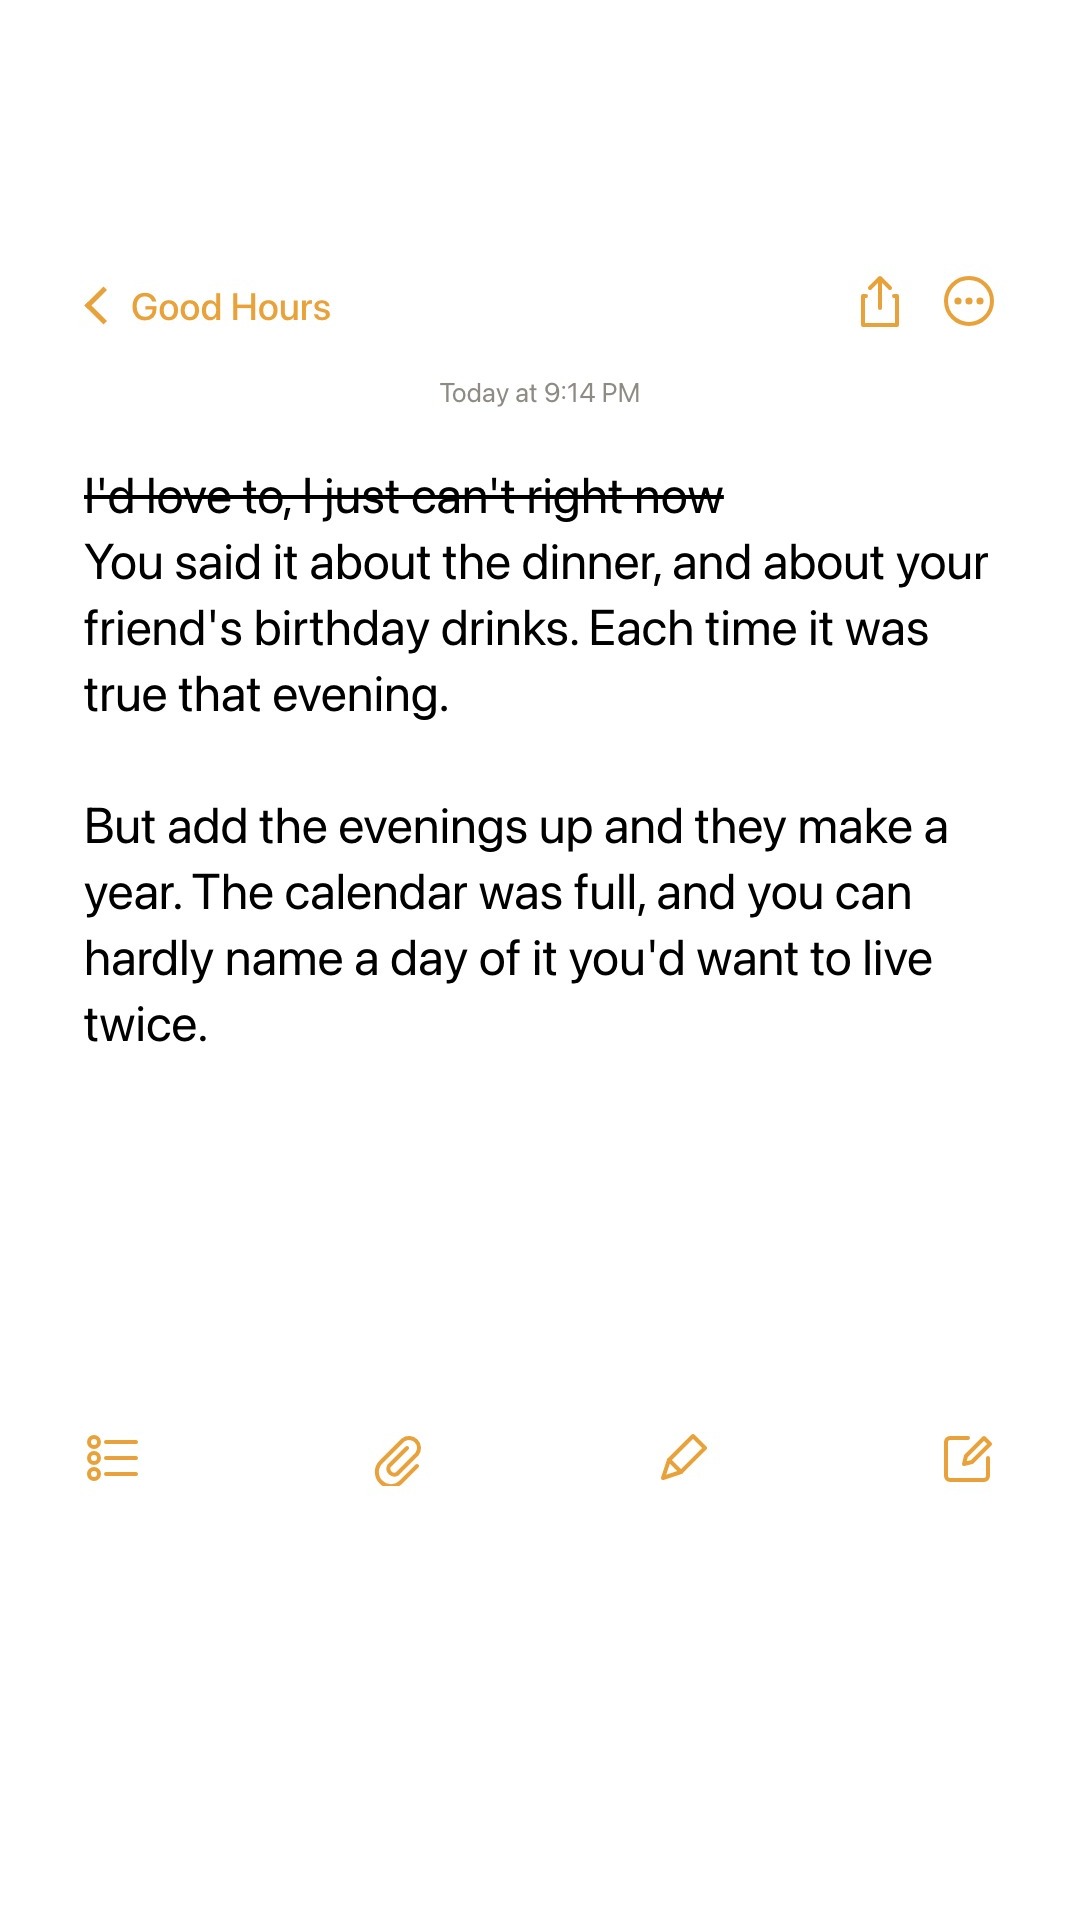 Good Hours
Today at 9:14 PM
I'd love to, I just can't right now
You said it about the dinner, and about your
friend's birthday drinks. Each time it was
true that evening.
But add the evenings up and they make a
year. The calendar was full, and you can
hardly name a day of it you'd want to live
twice.